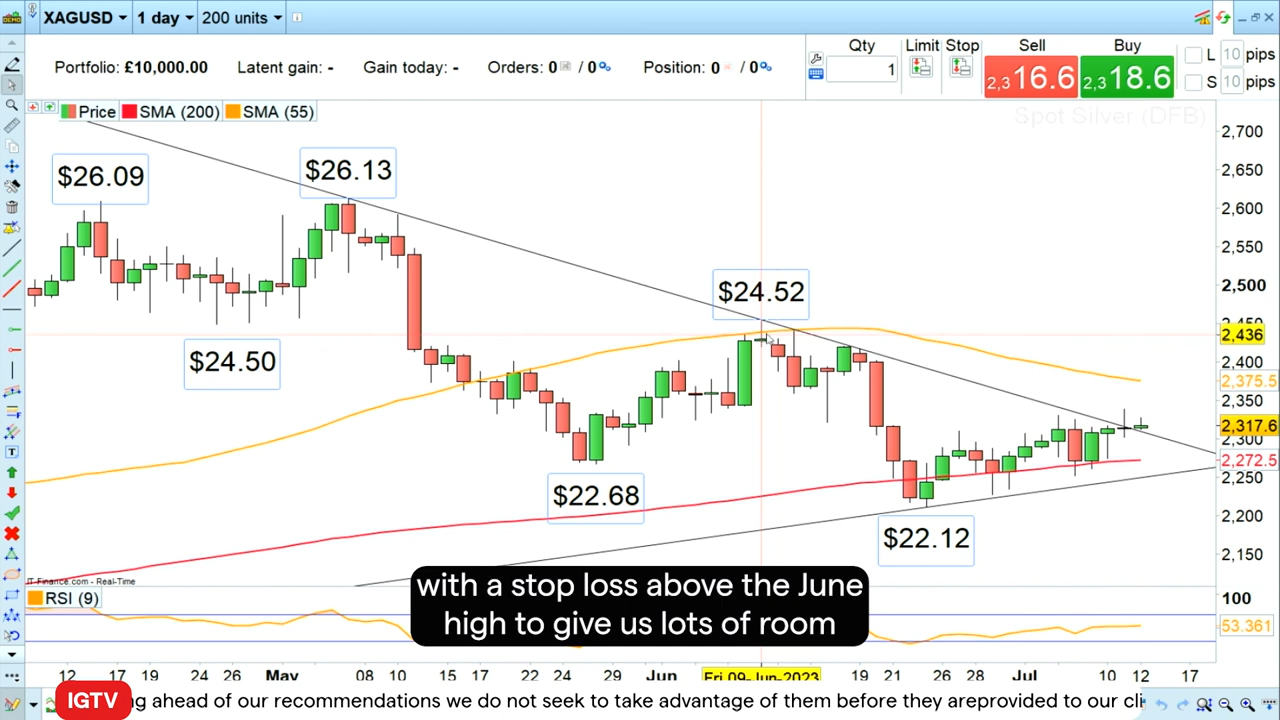 XAGUSD 1 day 200 units
Qty Limit Stop Sell Buy
Portfolio: £10,000.00 Latent gain: - Gain today: - Orders: 0 / 0 Position: 0 / 0
1
2,316.6 2,318.6
L 10 pips
S 10 pips
Price SMA (200) SMA (55)
Spot Silver (DFB)
2,700
2,650
2,600
2,550
2,500
2,450
2,436
2,400
2,375.5
2,350
2,317.6
2,300
2,272.5
2,250
2,200
2,150
$26.09
$26.13
$24.52
$24.50
$22.68
$22.12
IT-Finance.com - Real-Time
with a stop loss above the June
high to give us lots of room
RSI (9)
100
53.361
12 17 19 24 26 May 08 10 15 17 22 24 Jun Fri 09-Jun-2023 19 21 26 28 Jul 10 12 17
IGTV
ng ahead of our recommendations we do not seek to take advantage of them before they areprovided to our cli